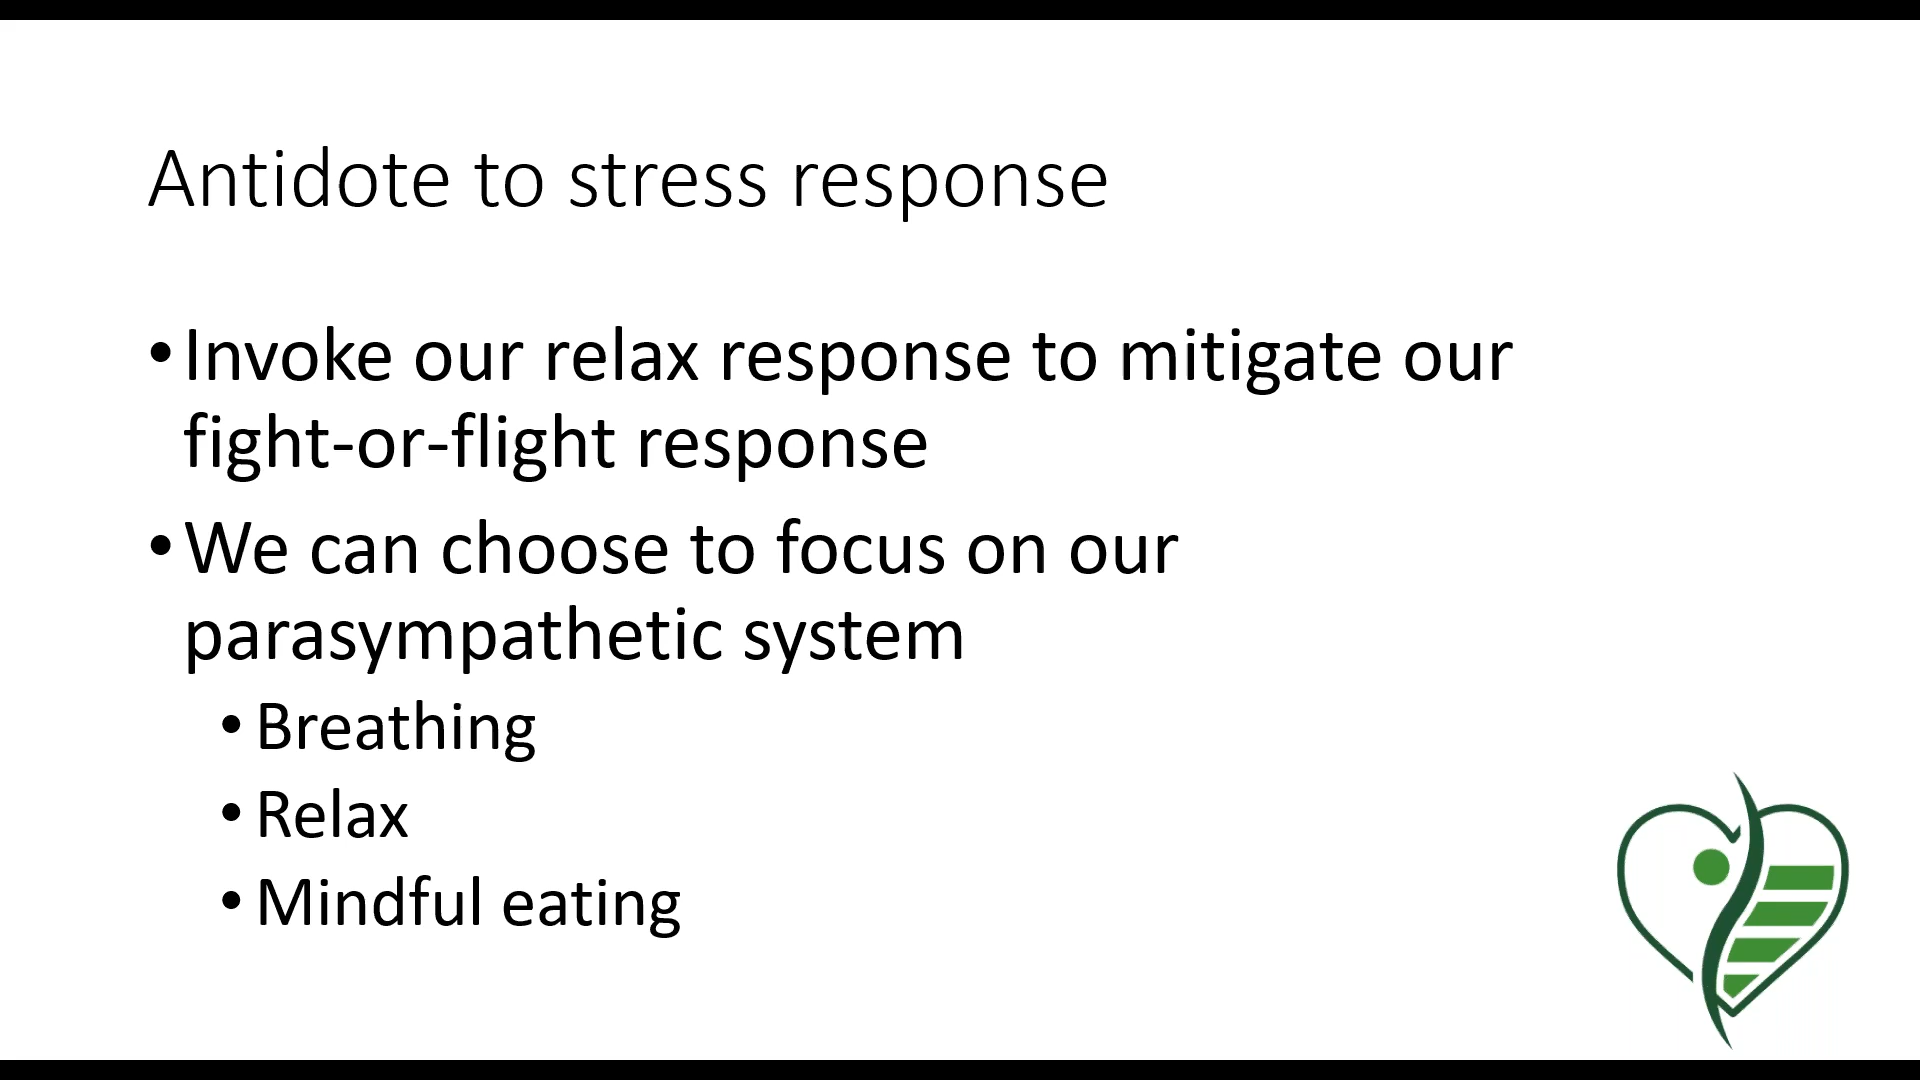 Antidote to stress response
• Invoke our relax response to mitigate our
fight-or-flight response
• We can choose to focus on our
parasympathetic system
• Breathing
• Relax
• Mindful eating